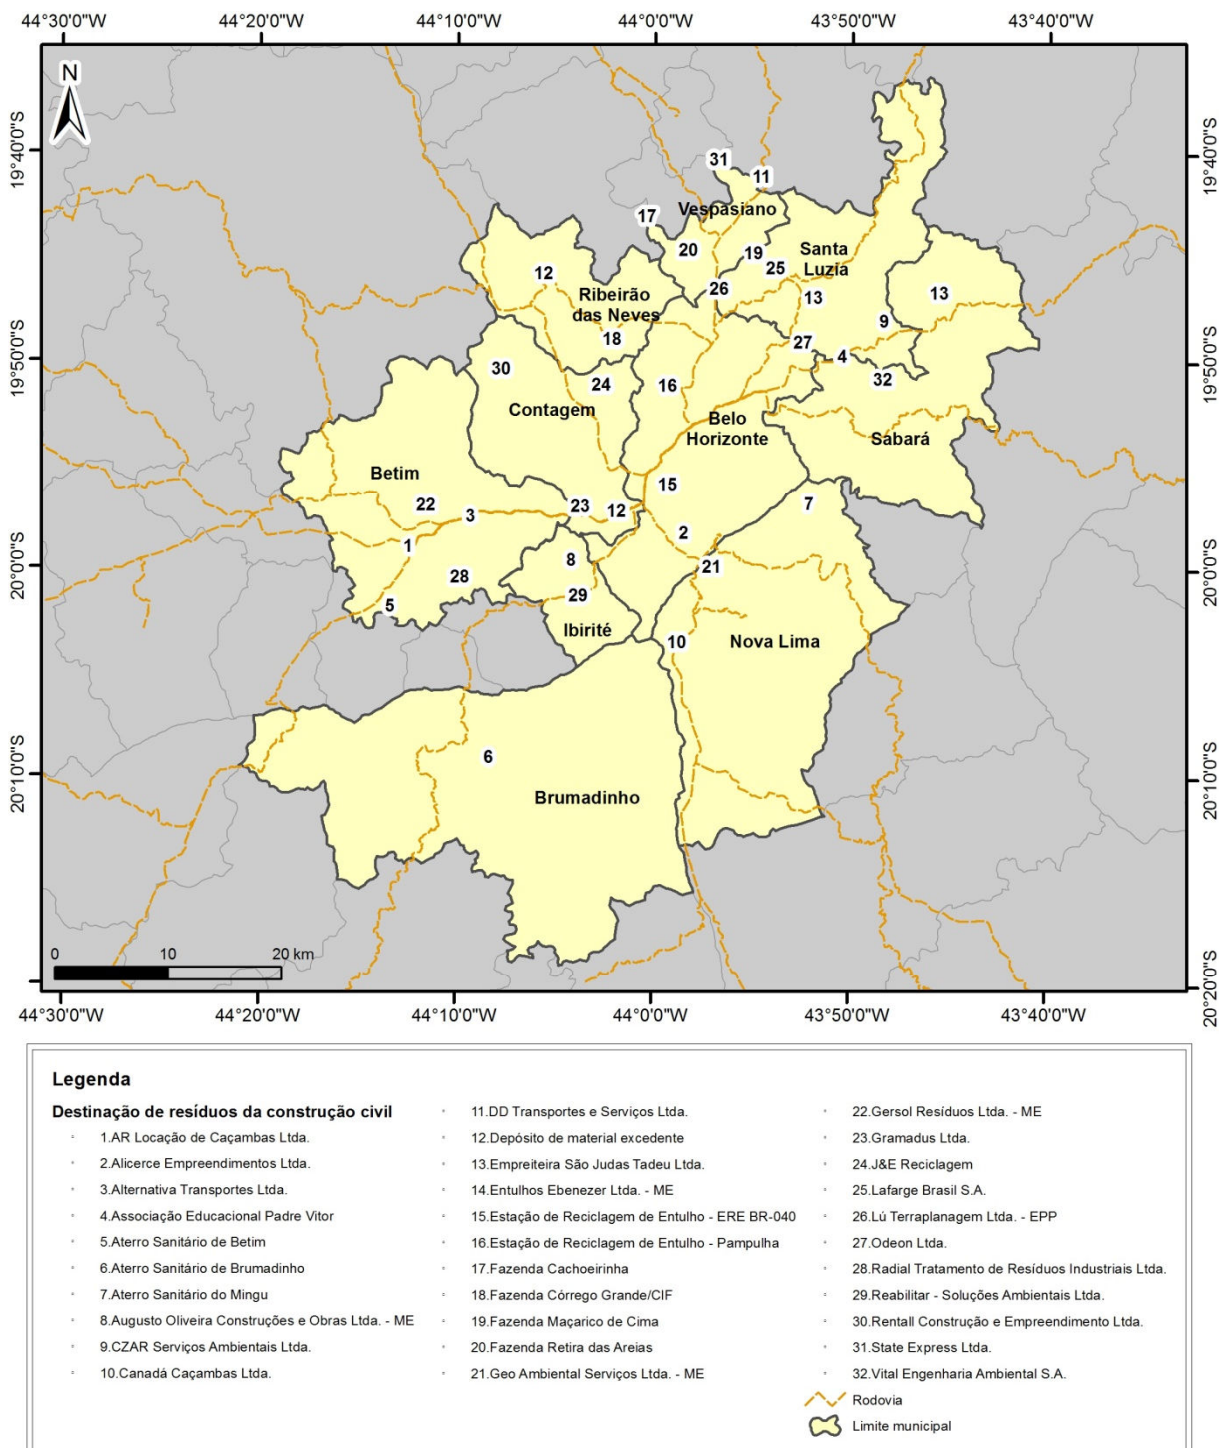 44°30'0"W 44°20'0"W 44°10'0"W 44°0'0"W 43°50'0"W 43°40'0"W
N
19°40'0"S 19°40'0"S
31
11
17
Vespasiano
20
19
Santa
Luzia
25
12
26
13
13
Ribeirão
das Neves
9
18
27
4
19°50'0"S 19°50'0"S
30
24
16
32
Contagem
Belo
Horizonte
Sabará
Betim
15
22
23
12
7
3
2
1
8
21
20°0'0"S 20°0'0"S
28
29
5
Ibirité
10
Nova Lima
6
20°10'0"S 20°10'0"S
Brumadinho
0 10 20 km
20°20'0"S
44°30'0"W 44°20'0"W 44°10'0"W 44°0'0"W 43°50'0"W 43°40'0"W
Legenda
Destinação de resíduos da construção civil
1.AR Locação de Caçambas Ltda.
2.Alicerce Empreendimentos Ltda.
3.Alternativa Transportes Ltda.
4.Associação Educacional Padre Vitor
5.Aterro Sanitário de Betim
6.Aterro Sanitário de Brumadinho
7.Aterro Sanitário do Mingu
8.Augusto Oliveira Construções e Obras Ltda. - ME
9.CZAR Serviços Ambientais Ltda.
10.Canadá Caçambas Ltda.
11.DD Transportes e Serviços Ltda.
12.Depósito de material excedente
13.Empreiteira São Judas Tadeu Ltda.
14.Entulhos Ebenezer Ltda. - ME
15.Estação de Reciclagem de Entulho - ERE BR-040
16.Estação de Reciclagem de Entulho - Pampulha
17.Fazenda Cachoeirinha
18.Fazenda Córrego Grande/CIF
19.Fazenda Maçarico de Cima
20.Fazenda Retira das Areias
21.Geo Ambiental Serviços Ltda. - ME
22.Gersol Resíduos Ltda. - ME
23.Gramadus Ltda.
24.J&E Reciclagem
25.Lafarge Brasil S.A.
26.Lú Terraplanagem Ltda. - EPP
27.Odeon Ltda.
28.Radial Tratamento de Resíduos Industriais Ltda.
29.Reabilitar - Soluções Ambientais Ltda.
30.Rentall Construção e Empreendimento Ltda.
31.State Express Ltda.
32.Vital Engenharia Ambiental S.A.
Rodovia
Limite municipal